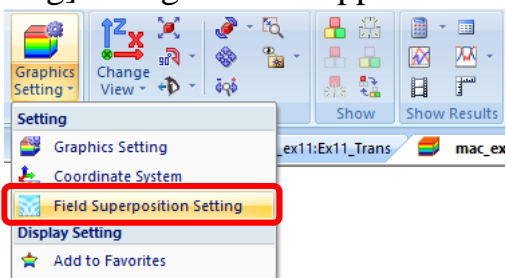 Graphics
Setting
Change
View
90°
Show
Show Results
Setting
Graphics Setting
_ex11:Ex11_Trans
mac_ex
Coordinate System
Field Superposition Setting
Display Setting
Add to Favorites